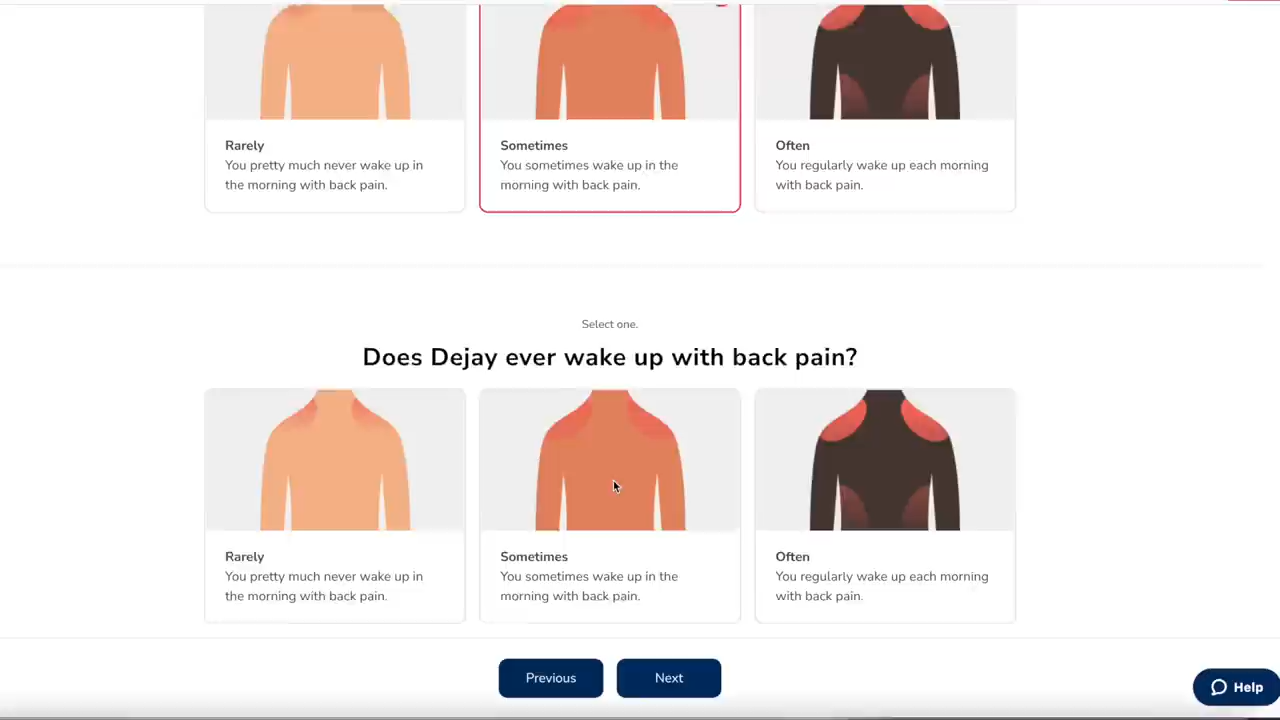 Rarely
You pretty much never wake up in
the morning with back pain.
Sometimes
You sometimes wake up in the
morning with back pain.
Often
You regularly wake up each morning
with back pain.
Select one.
Does Dejay ever wake up with back pain?
Rarely
You pretty much never wake up in
the morning with back pain.
Sometimes
You sometimes wake up in the
morning with back pain.
Often
You regularly wake up each morning
with back pain.
Previous
Next
Help